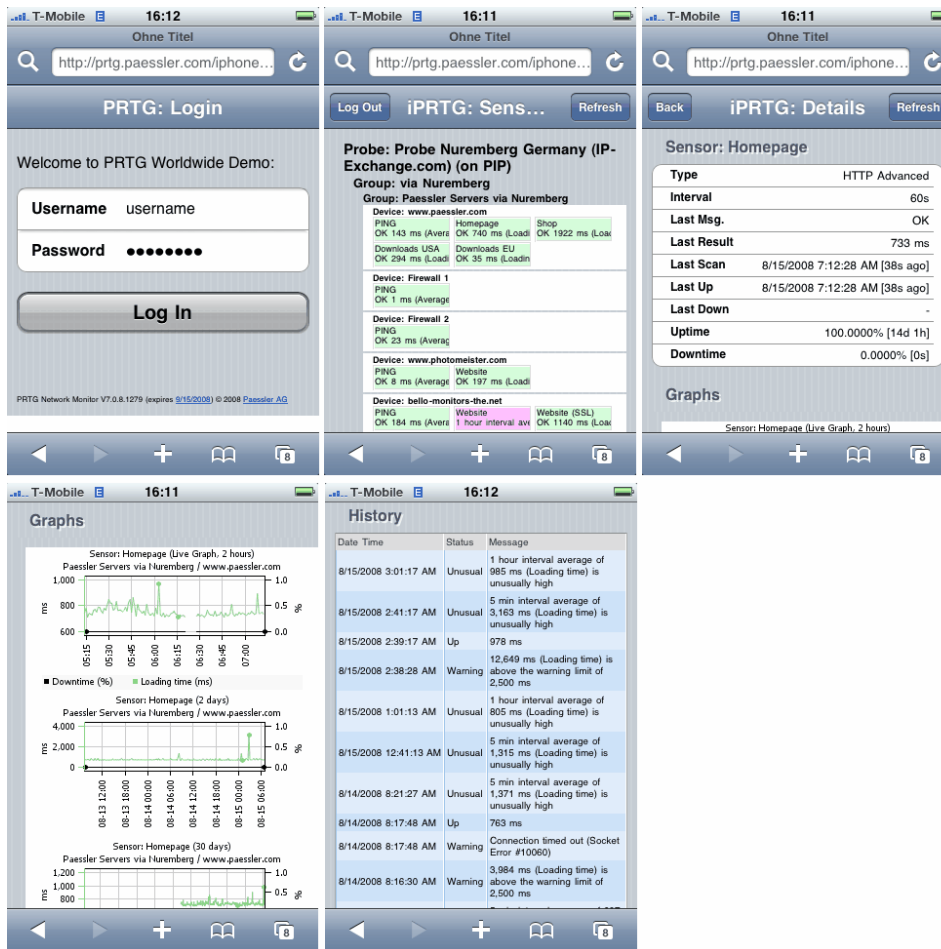 T-Mobile E 16:12
Ohne Titel
http://prtg.paessler.com/iphone...
PRTG: Login
Welcome to PRTG Worldwide Demo:
Username username
Password ●●●●●●●●
Log In
PRTG Network Monitor V7.0.8.1279 (expires 9/15/2008) © 2008 Paessler AG
8
T-Mobile E 16:11
Ohne Titel
http://prtg.paessler.com/iphone...
Log Out iPRTG: Sens... Refresh
Probe: Probe Nuremberg Germany (IP-
Exchange.com) (on PIP)
Group: via Nuremberg
Group: Paessler Servers via Nuremberg
Device: www.paessler.com
PING Homepage Shop
OK 143 ms (Avera OK 740 ms (Loadi OK 1922 ms (Loa
Downloads USA Downloads EU
OK 294 ms (Loadi OK 35 ms (Loadin
Device: Firewall 1
PING
OK 1 ms (Average
Device: Firewall 2
PING
OK 23 ms (Averag
Device: www.photomeister.com
PING Website
OK 8 ms (Average OK 197 ms (Loadi
Device: bello-monitors-the.net
PING Website Website (SSL)
OK 184 ms (Avera 1 hour interval ave OK 1140 ms (Loa
8
T-Mobile E 16:11
Ohne Titel
http://prtg.paessler.com/iphone...
Back iPRTG: Details Refresh
Sensor: Homepage
Type HTTP Advanced
Interval 60s
Last Msg. OK
Last Result 733 ms
Last Scan 8/15/2008 7:12:28 AM [38s ago]
Last Up 8/15/2008 7:12:28 AM [38s ago]
Last Down -
Uptime 100.0000% [14d 1h]
Downtime 0.0000% [0s]
Graphs
Sensor: Homepage (Live Graph, 2 hours)
8
T-Mobile E 16:11
Graphs
Sensor: Homepage (Live Graph, 2 hours)
Paessler Servers via Nuremberg / www.paessler.com
1,000 1.0
800 0.5
600 0.0
ms %
05:15 05:30 05:45 06:00 06:15 06:30 06:45 07:00
Downtime (%) Loading time (ms)
Sensor: Homepage (2 days)
Paessler Servers via Nuremberg / www.paessler.com
4,000 1.0
2,000 0.5
0 0.0
ms %
08-13 12:00 08-13 18:00 08-14 00:00 08-14 06:00 08-14 12:00 08-14 18:00 08-15 00:00 08-15 06:00
Sensor: Homepage (30 days)
Paessler Servers via Nuremberg / www.paessler.com
1,200 1.0
1,000
800 0.5
ms %
8
T-Mobile E 16:12
History
Date Time Status Message
8/15/2008 3:01:17 AM Unusual 1 hour interval average of
985 ms (Loading time) is
unusually high
8/15/2008 2:41:17 AM Unusual 5 min interval average of
3,163 ms (Loading time) is
unusually high
8/15/2008 2:39:17 AM Up 978 ms
8/15/2008 2:38:28 AM Warning 12,649 ms (Loading time) is
above the warning limit of
2,500 ms
8/15/2008 1:01:13 AM Unusual 1 hour interval average of
805 ms (Loading time) is
unusually high
8/15/2008 12:41:13 AM Unusual 5 min interval average of
1,315 ms (Loading time) is
unusually high
8/14/2008 8:21:27 AM Unusual 5 min interval average of
1,371 ms (Loading time) is
unusually high
8/14/2008 8:17:48 AM Up 763 ms
8/14/2008 8:17:48 AM Warning Connection timed out (Socket
Error #10060)
8/14/2008 8:16:30 AM Warning 3,984 ms (Loading time) is
above the warning limit of
2,500 ms
8